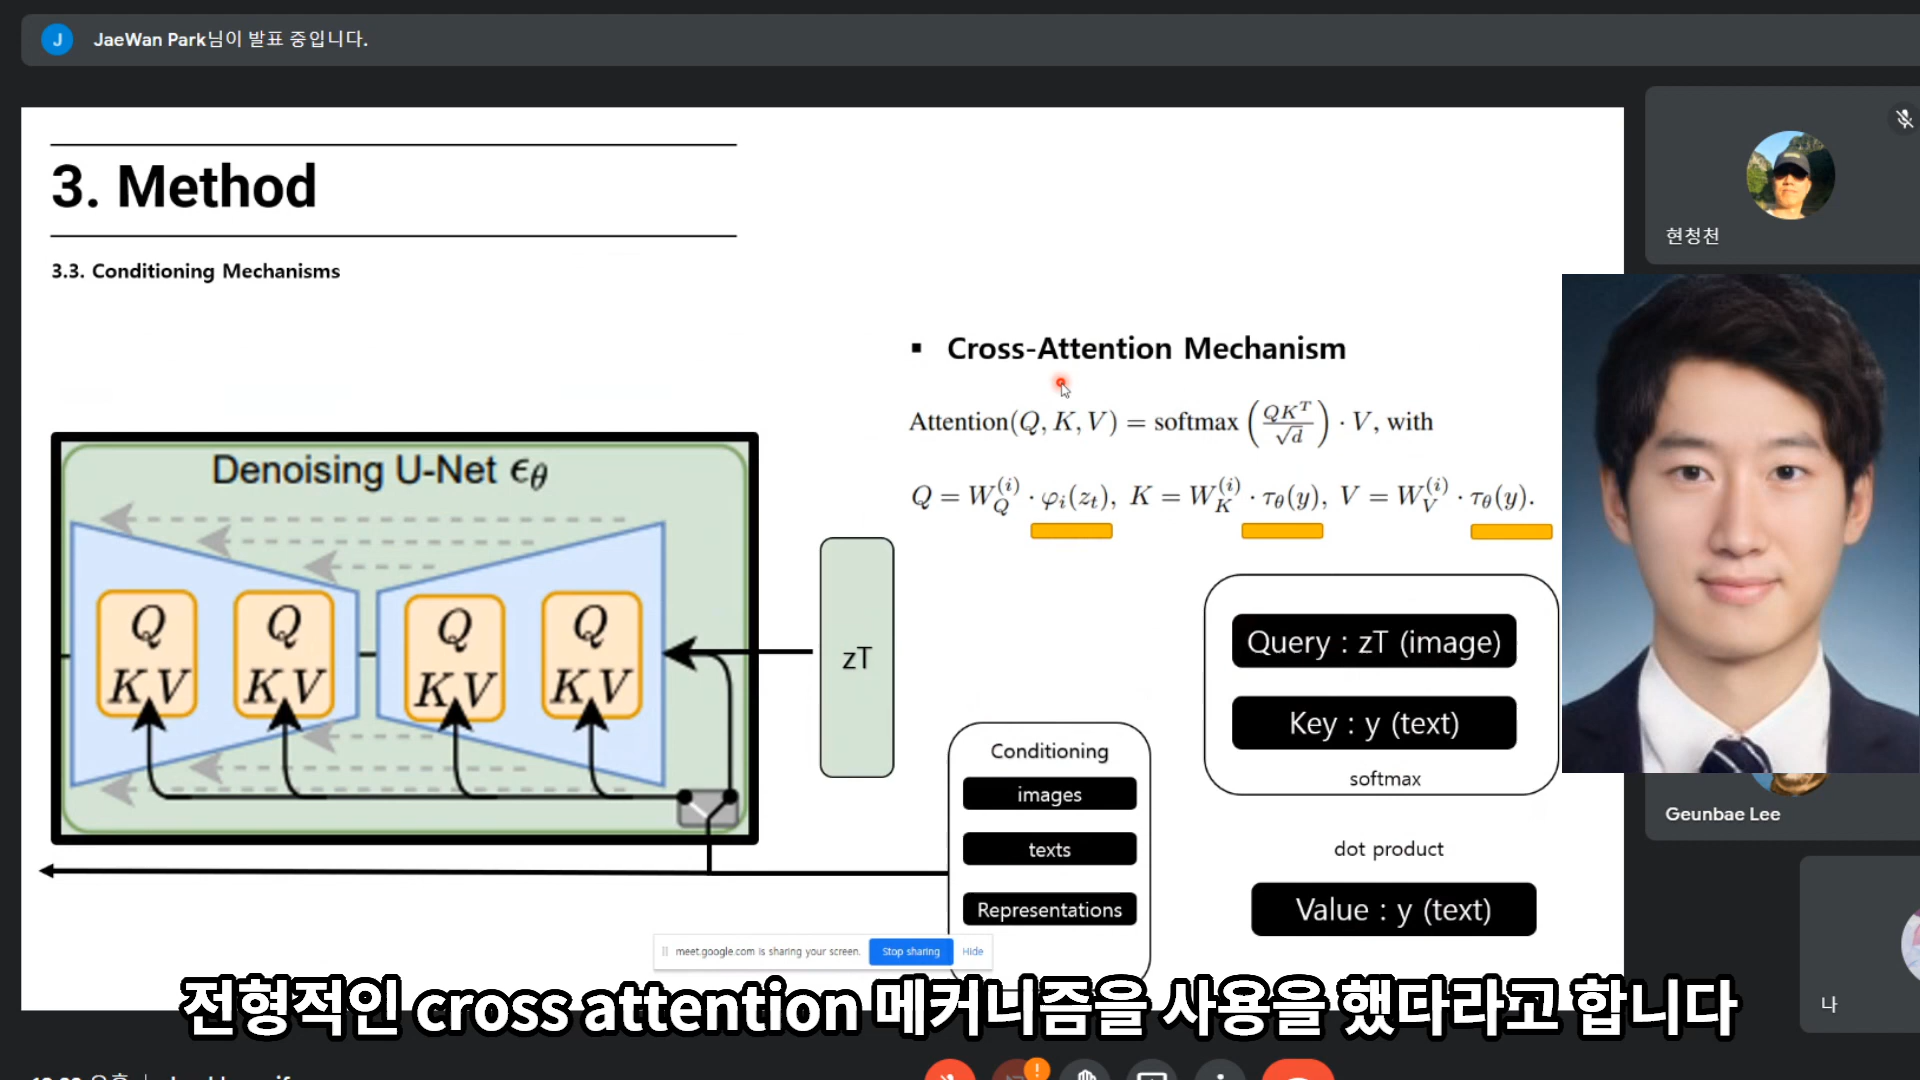 J JaeWan Park님이 발표 중입니다.
3. Method
3.3. Conditioning Mechanisms
현청천
▪ Cross-Attention Mechanism
Attention(Q, K, V) = softmax (QK^T / √d) · V, with
Q = W_Q^(i) · φ_i(z_t), K = W_K^(i) · τ_θ(y), V = W_V^(i) · τ_θ(y).
Denoising U-Net ϵ_θ
Q Q Q Q
K V K V K V K V
zT
Query : zT (image)
Key : y (text)
softmax
Conditioning
images
texts
Representations
dot product
Value : y (text)
Geunbae Lee
meet.google.com is sharing your screen. Stop sharing Hide
나
전형적인 cross attention 메커니즘을 사용을 했다라고 합니다